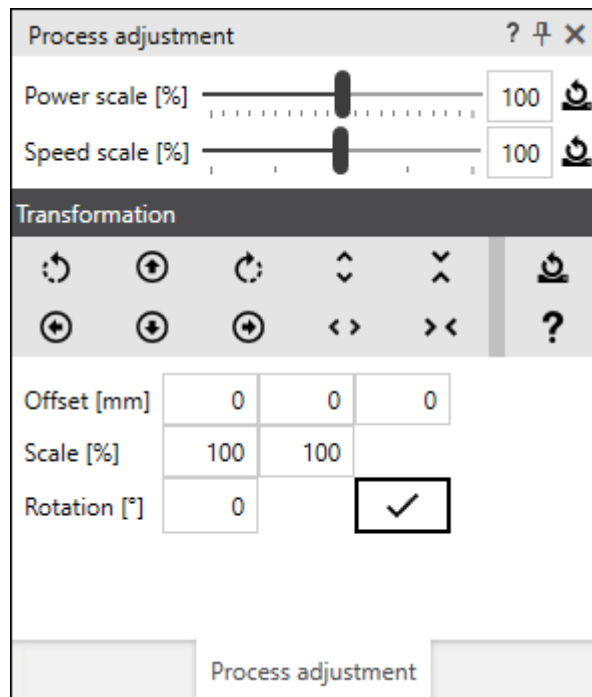 Process adjustment ?
Power scale [%] 100
Speed scale [%] 100
Transformation
?
Offset [mm] 0 0 0
Scale [%] 100 100
Rotation [°] 0
Process adjustment